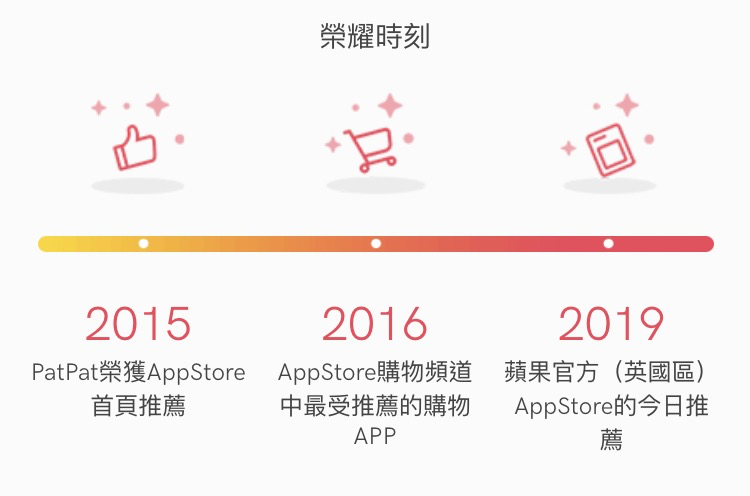 榮耀時刻
2015
PatPat榮獲AppStore
首頁推薦
2016
AppStore購物頻道
中最受推薦的購物
APP
2019
蘋果官方（英國區）
AppStore的今日推
薦